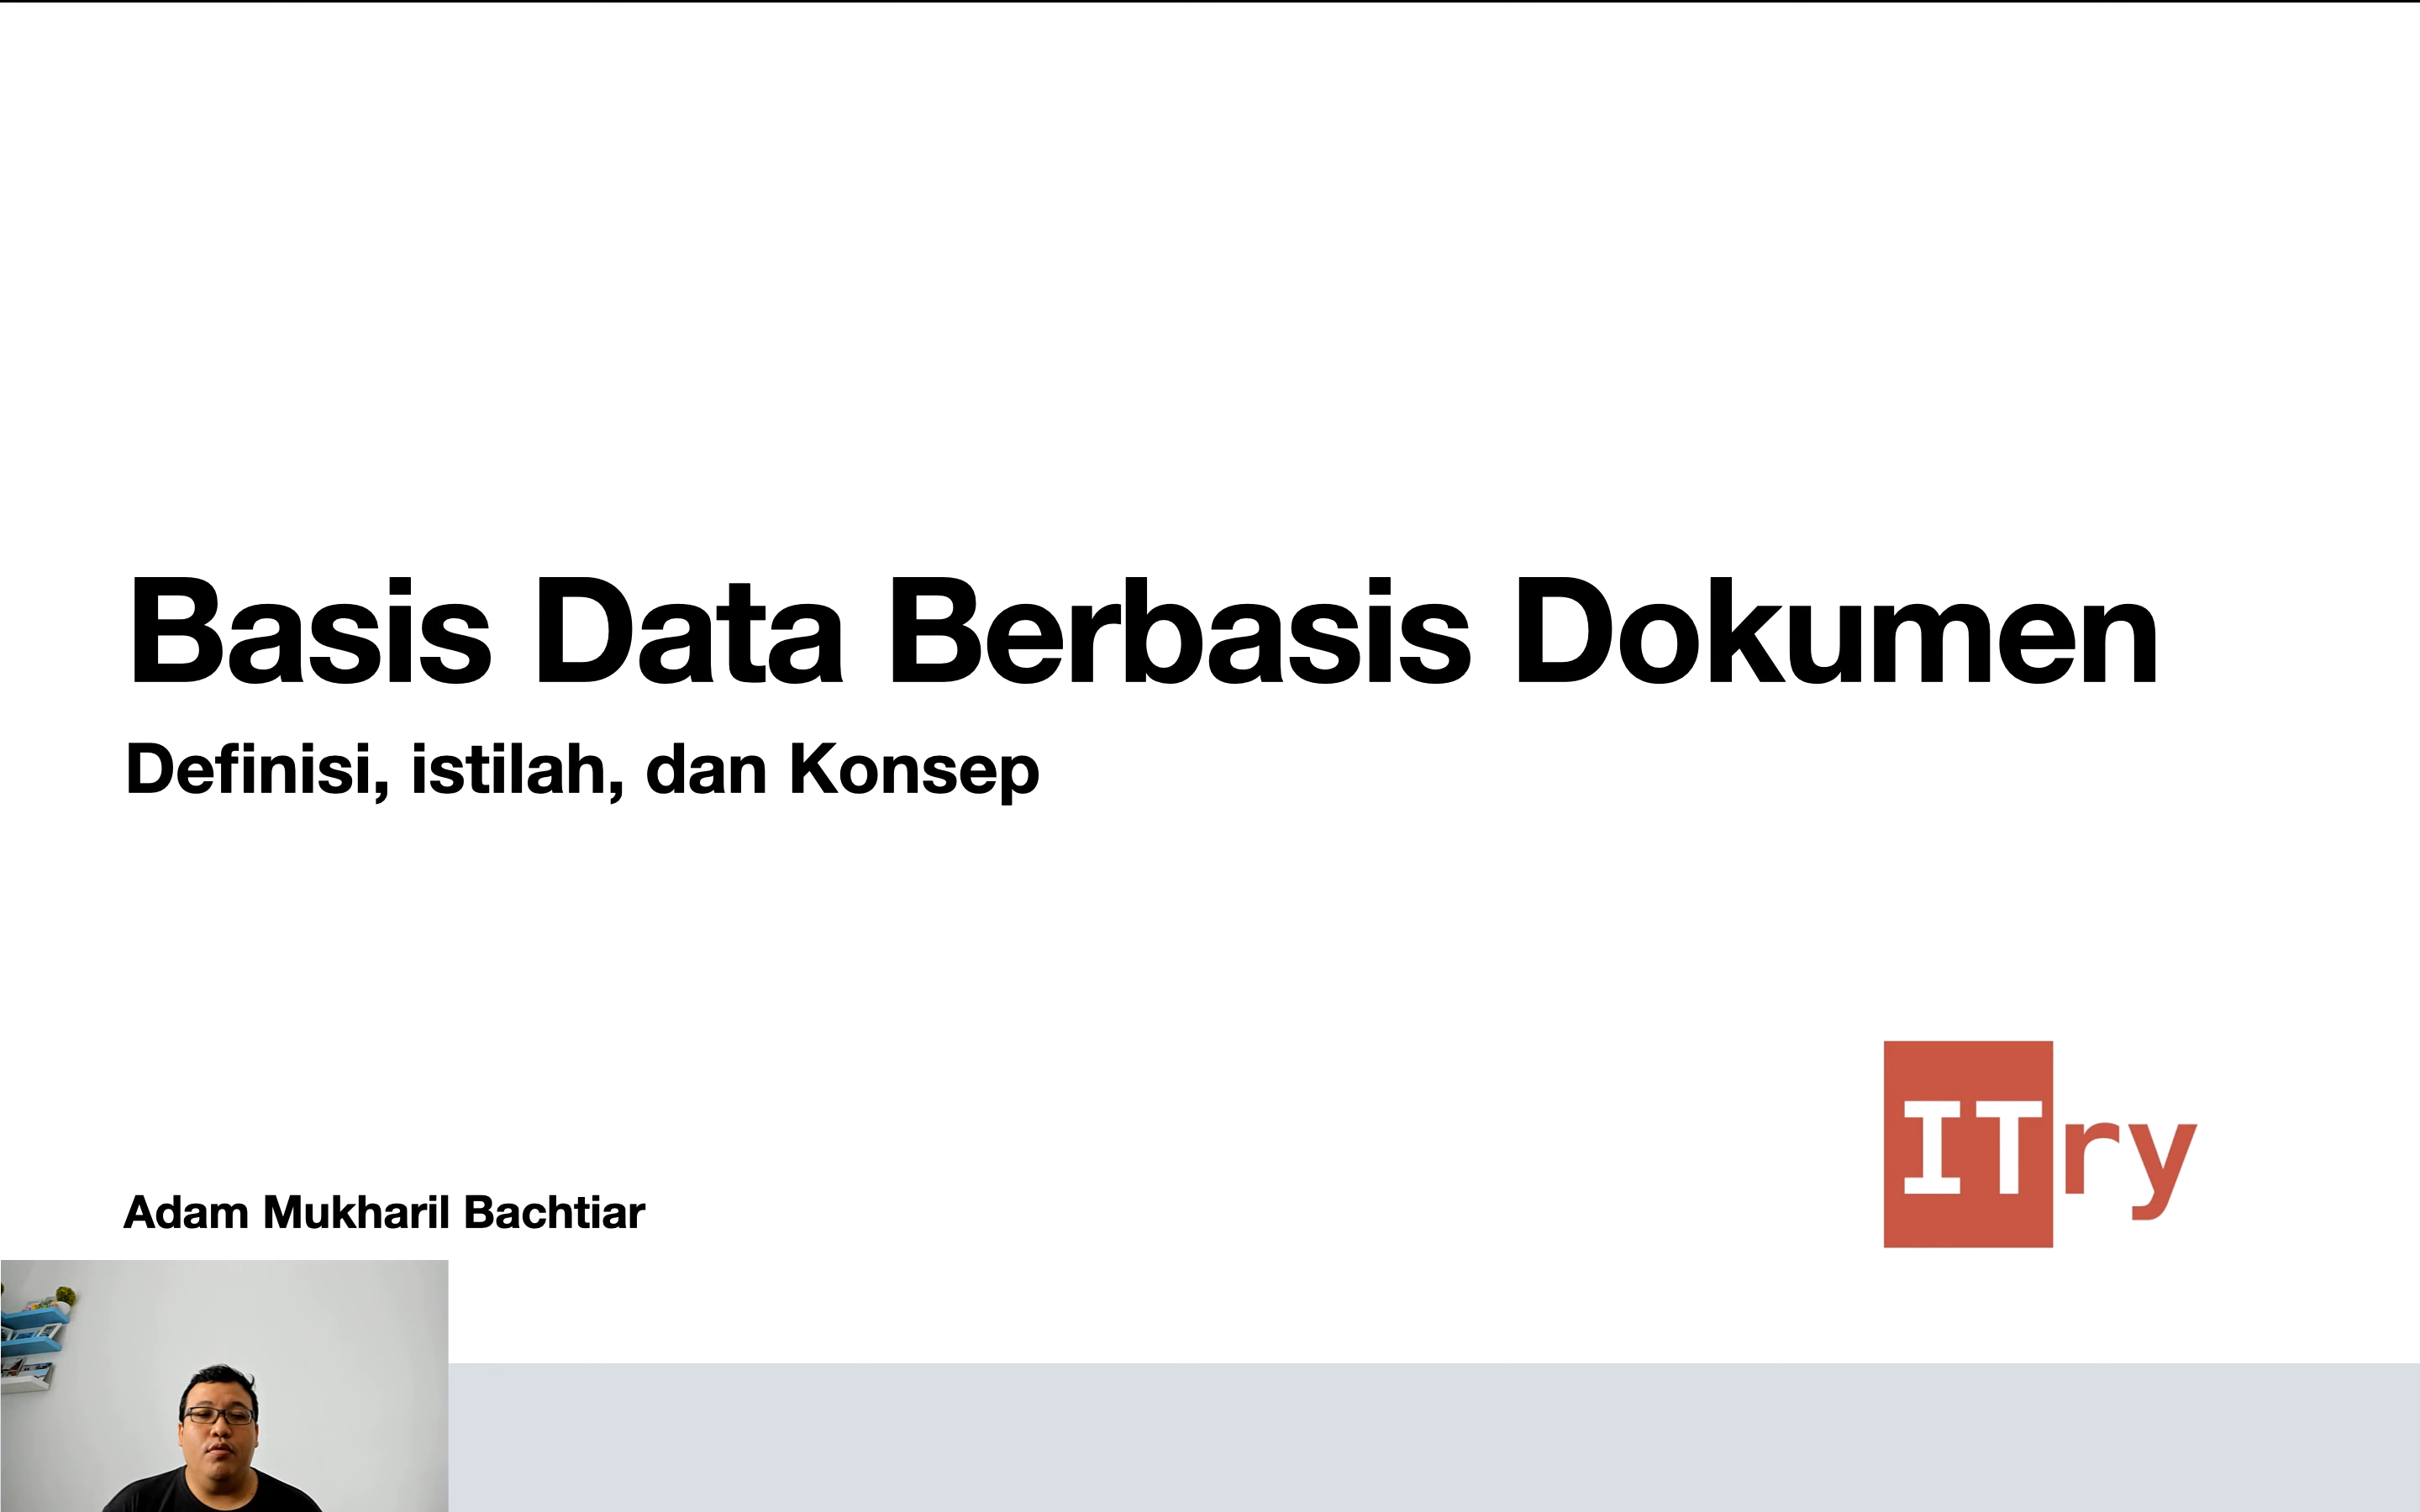 Basis Data Berbasis Dokumen
Definisi, istilah, dan Konsep
ITry
Adam Mukharil Bachtiar